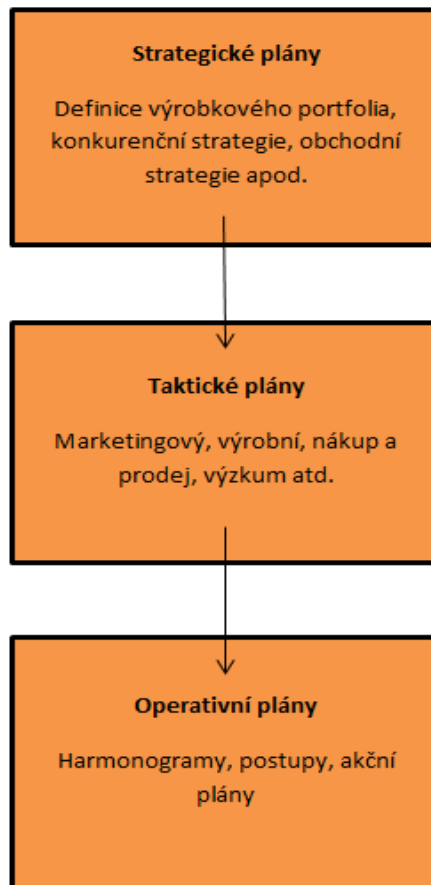 Strategické plány
Definice výrobkového portfolia,
konkurenční strategie, obchodní
strategie apod.
Taktické plány
Marketingový, výrobní, nákup a
prodej, výzkum atd.
Operativní plány
Harmonogramy, postupy, akční
plány